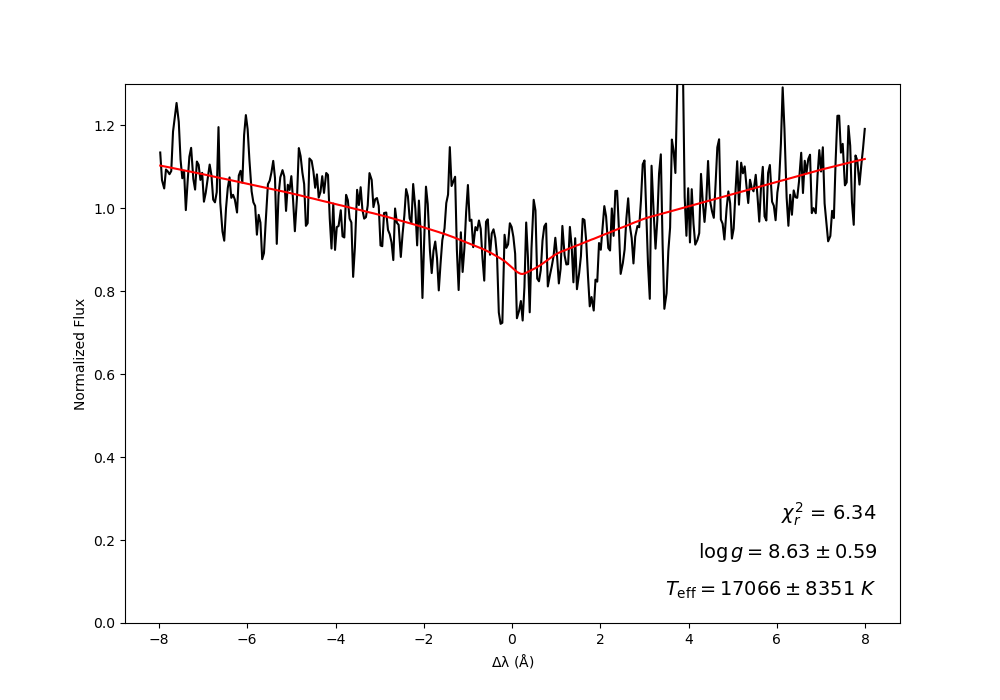 1.2
1.0
0.8
0.6
0.4
0.2
0.0
Normalized Flux
χ²ᵣ = 6.34
log g = 8.63 ± 0.59
T_eff = 17066 ± 8351 K
−8 −6 −4 −2 0 2 4 6 8
Δλ (Å)